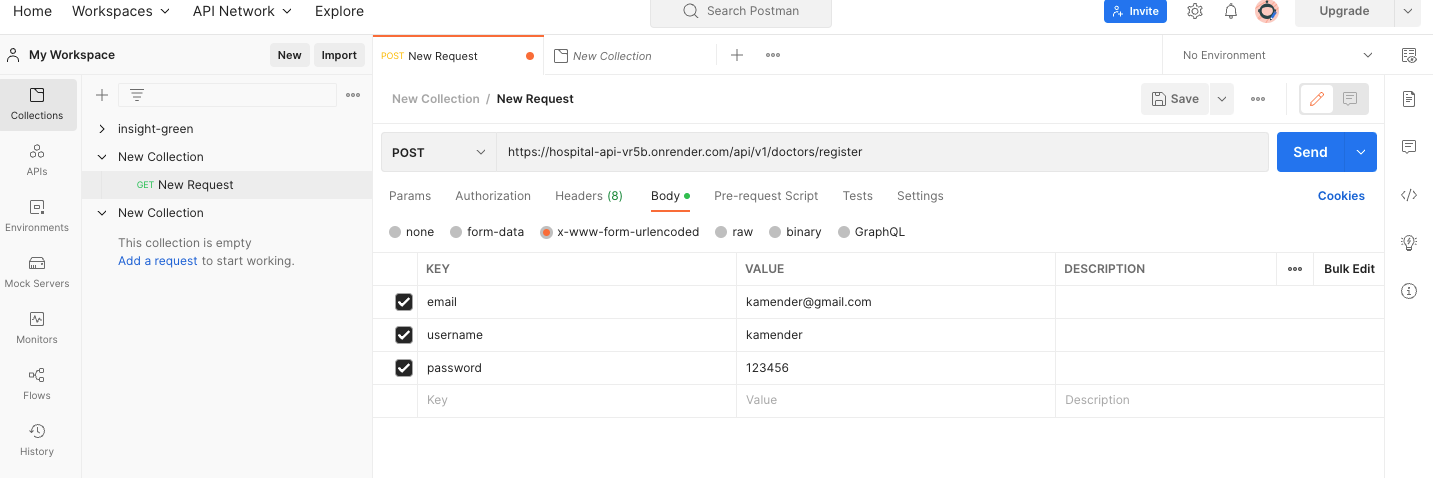 Home Workspaces API Network Explore Search Postman Invite Upgrade
My Workspace New Import
POST New Request New Collection No Environment
Collections
APIs
Environments
Mock Servers
Monitors
Flows
History
insight-green
New Collection
GET New Request
New Collection
This collection is empty
Add a request to start working.
New Collection / New Request Save
POST https://hospital-api-vr5b.onrender.com/api/v1/doctors/register Send
Params Authorization Headers (8) Body Pre-request Script Tests Settings Cookies
none form-data x-www-form-urlencoded raw binary GraphQL
KEY VALUE DESCRIPTION Bulk Edit
email kamender@gmail.com
username kamender
password 123456
Key Value Description